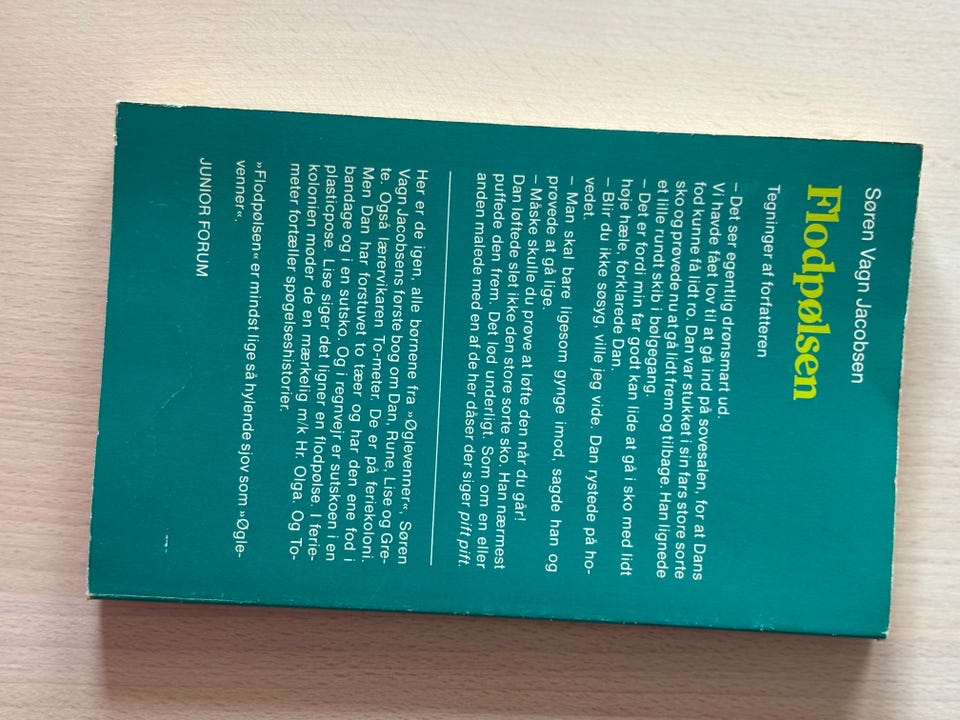 Søren Vagn Jacobsen
Flodpølsen
Tegninger af forfatteren
– Det ser egentlig drønsmart ud.
Vi havde fået lov til at gå ind på sovesalen, for at Dans
fod kunne få lidt ro. Dan var stukket i sin fars store sorte
sko og prøvede nu at gå lidt frem og tilbage. Han lignede
et lille rundt skib i bølgegang.
– Det er fordi min far godt kan lide at gå i sko med lidt
høje hæle, forklarede Dan.
– Blir du ikke søsyg, ville jeg vide. Dan rystede på ho-
vedet.
– Man skal bare ligesom gynge imod, sagde han og
prøvede at gå lige.
– Måske skulle du prøve at løfte den når du går!
Dan løftede slet ikke den store sorte sko. Han nærmest
puffede den frem. Det lød underligt. Som om en eller
anden malede med en af de her dåser der siger pift pift.
Her er de igen, alle børnene fra »Øglevenner«, Søren
Vagn Jacobsens første bog om Dan, Rune, Lise og Gre-
te. Også lærervikaren To-meter. De er på feriekoloni.
Men Dan har forstuvet to tæer og har den ene fod i
bandage og i en sutsko. Og i regnvejr er sutskoen i en
plasticpose. Lise siger det ligner en flodpølse. I ferie-
kolonien møder de en mærkelig m/k Hr. Olga. Og To-
meter fortæller spøgelseshistorier.
»Flodpølsen« er mindst lige så hylende sjov som »Øgle-
venner«.
JUNIOR FORUM